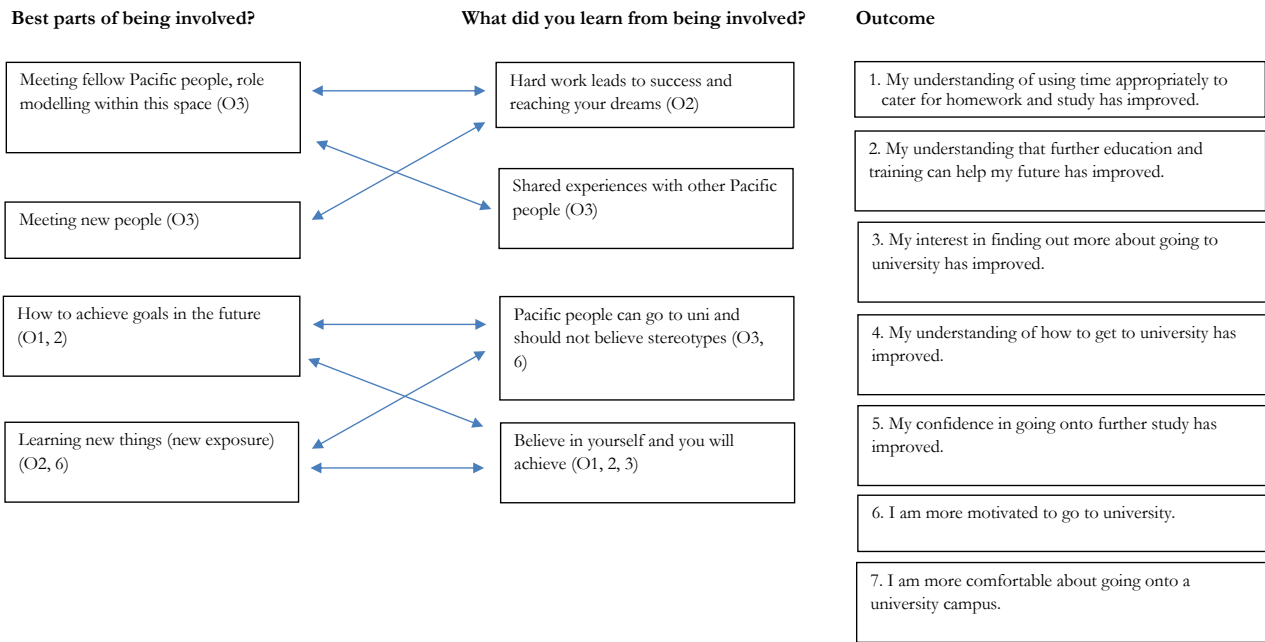 Best parts of being involved?
What did you learn from being involved?
Outcome
Meeting fellow Pacific people, role
modelling within this space (O3)
Meeting new people (O3)
How to achieve goals in the future
(O1, 2)
Learning new things (new exposure)
(O2, 6)
Hard work leads to success and
reaching your dreams (O2)
Shared experiences with other Pacific
people (O3)
Pacific people can go to uni and
should not believe stereotypes (O3,
6)
Believe in yourself and you will
achieve (O1, 2, 3)
1. My understanding of using time appropriately to
cater for homework and study has improved.
2. My understanding that further education and
training can help my future has improved.
3. My interest in finding out more about going to
university has improved.
4. My understanding of how to get to university has
improved.
5. My confidence in going onto further study has
improved.
6. I am more motivated to go to university.
7. I am more comfortable about going onto a
university campus.